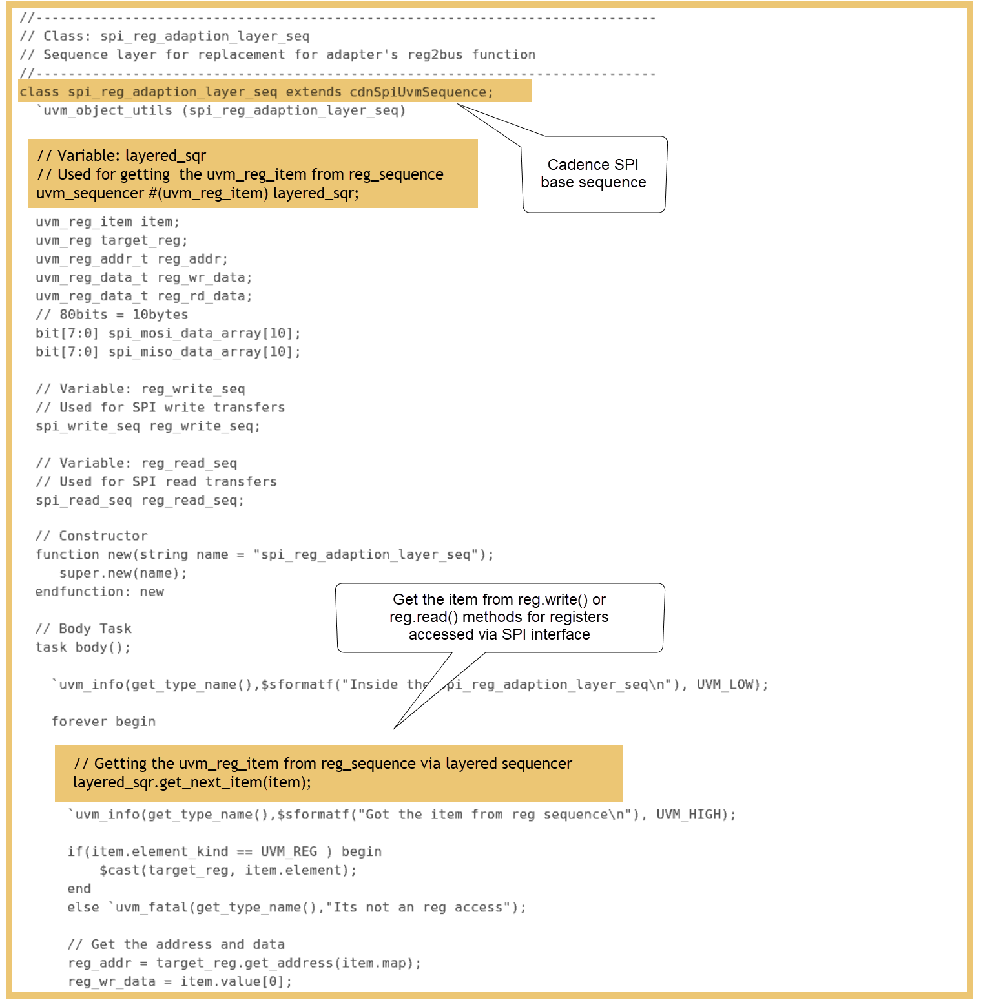 //-----------------------------------------------------------------------------
// Class: spi_reg_adaption_layer_seq
// Sequence layer for replacement for adapter's reg2bus function
//-----------------------------------------------------------------------------
class spi_reg_adaption_layer_seq extends cdnSpiUvmSequence;
`uvm_object_utils (spi_reg_adaption_layer_seq)
// Variable: layered_sqr
// Used for getting  the uvm_reg_item from reg_sequence
uvm_sequencer #(uvm_reg_item) layered_sqr;
Cadence SPI
base sequence
uvm_reg_item item;
uvm_reg target_reg;
uvm_reg_addr_t reg_addr;
uvm_reg_data_t reg_wr_data;
uvm_reg_data_t reg_rd_data;
// 80bits = 10bytes
bit[7:0] spi_mosi_data_array[10];
bit[7:0] spi_miso_data_array[10];
// Variable: reg_write_seq
// Used for SPI write transfers
spi_write_seq reg_write_seq;
// Variable: reg_read_seq
// Used for SPI read transfers
spi_read_seq reg_read_seq;
// Constructor
function new(string name = "spi_reg_adaption_layer_seq");
super.new(name);
endfunction: new
Get the item from reg.write() or
reg.read() methods for registers
accessed via SPI interface
// Body Task
task body();
`uvm_info(get_type_name(),$sformatf("Inside the spi_reg_adaption_layer_seq\n"), UVM_LOW);
forever begin
// Getting the uvm_reg_item from reg_sequence via layered sequencer
layered_sqr.get_next_item(item);
`uvm_info(get_type_name(),$sformatf("Got the item from reg sequence\n"), UVM_HIGH);
if(item.element_kind == UVM_REG ) begin
$cast(target_reg, item.element);
end
else `uvm_fatal(get_type_name(),"Its not an reg access");
// Get the address and data
reg_addr = target_reg.get_address(item.map);
reg_wr_data = item.value[0];